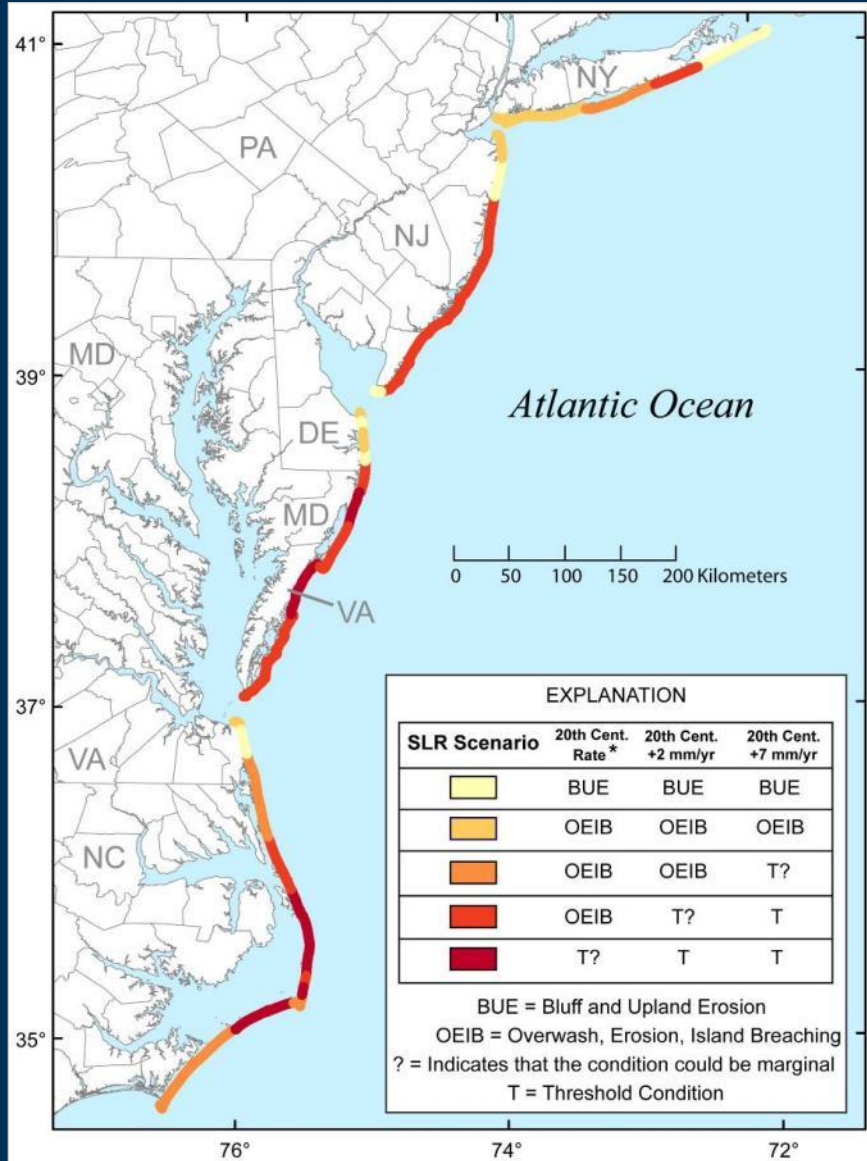 41°
39°
37°
35°
76°
74°
72°
NY
PA
NJ
MD
DE
MD
VA
VA
NC
Atlantic Ocean
0 50 100 150 200 Kilometers
EXPLANATION
SLR Scenario 20th Cent. Rate * 20th Cent. +2 mm/yr 20th Cent. +7 mm/yr
BUE BUE BUE
OEIB OEIB OEIB
OEIB OEIB T?
OEIB T? T
T? T T
BUE = Bluff and Upland Erosion
OEIB = Overwash, Erosion, Island Breaching
? = Indicates that the condition could be marginal
T = Threshold Condition